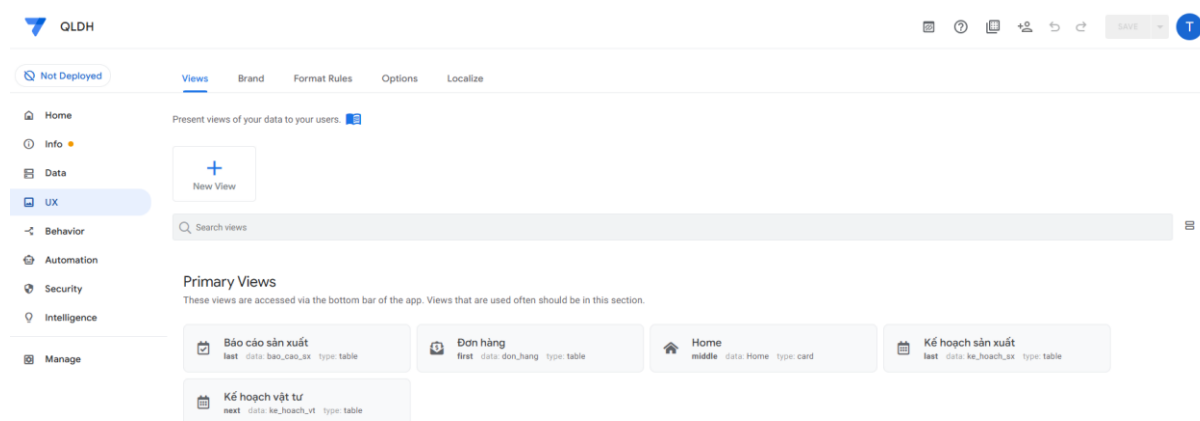 QLDH
SAVE
T
Not Deployed
Views Brand Format Rules Options Localize
Home
Info
Data
UX
Behavior
Automation
Security
Intelligence
Manage
Present views of your data to your users.
New View
Search views
Primary Views
These views are accessed via the bottom bar of the app. Views that are used often should be in this section.
Báo cáo sản xuất
last data: bao_cao_sx type: table
Đơn hàng
first data: don_hang type: table
Home
middle data: Home type: card
Kế hoạch sản xuất
last data: ke_hoach_sx type: table
Kế hoạch vật tư
next data: ke_hoach_vt type: table